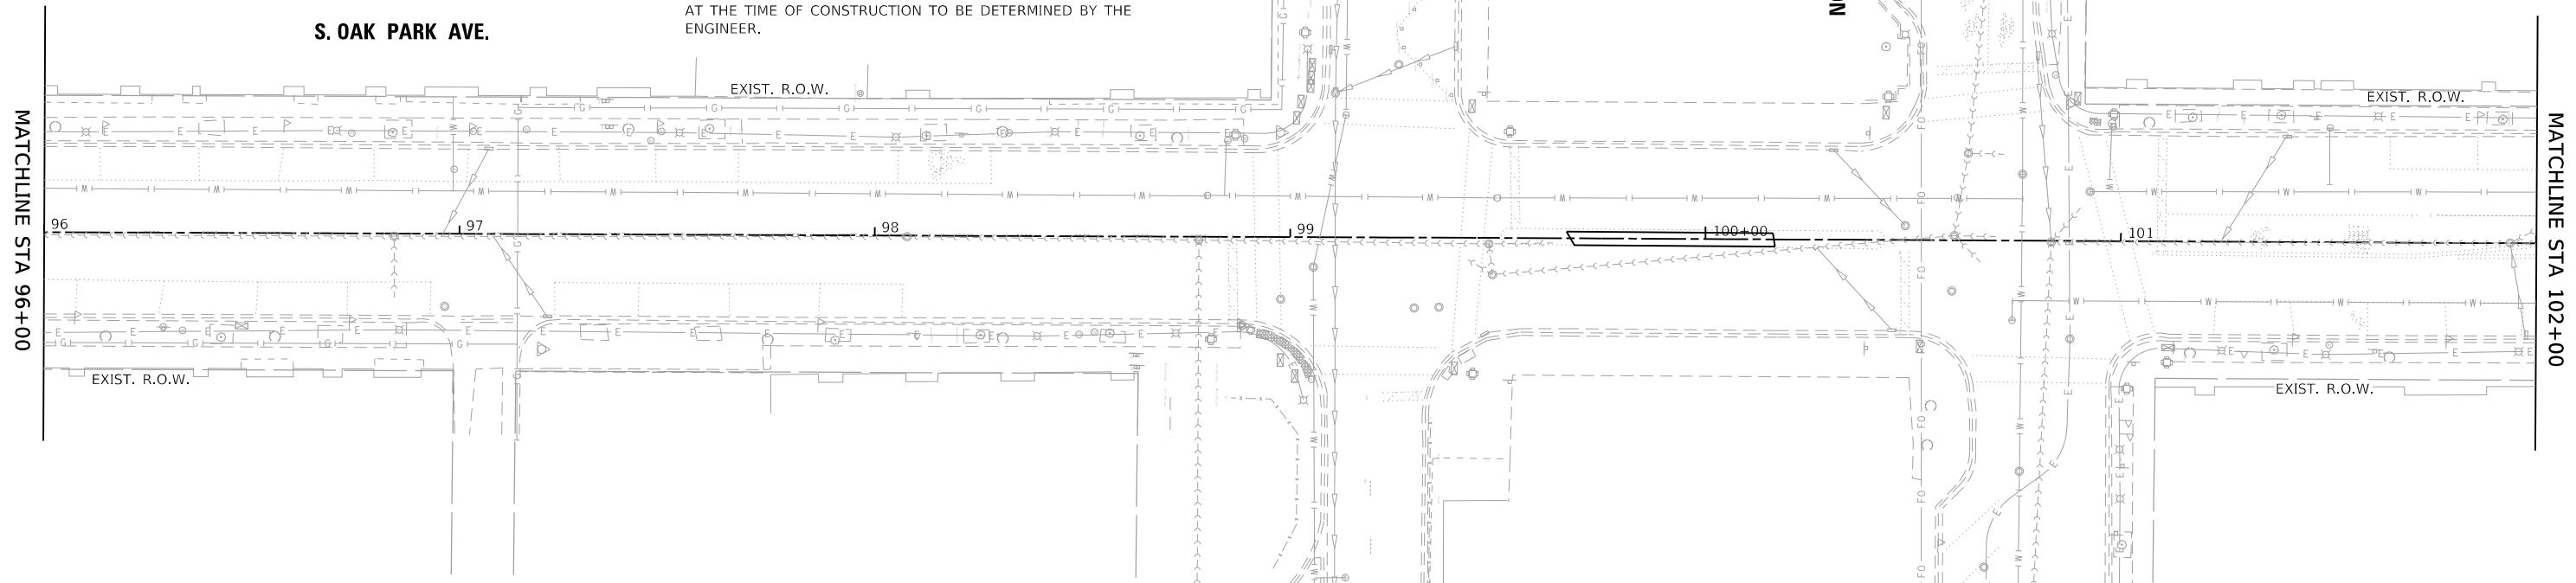 AT THE TIME OF CONSTRUCTION TO BE DETERMINED BY THE
ENGINEER.
S. OAK PARK AVE.
ON
EXIST. R.O.W.
EXIST. R.O.W.
MATCHLINE STA 96+00
96
97
98
99
100+00
101
MATCHLINE STA 102+00
EXIST. R.O.W.
EXIST. R.O.W.